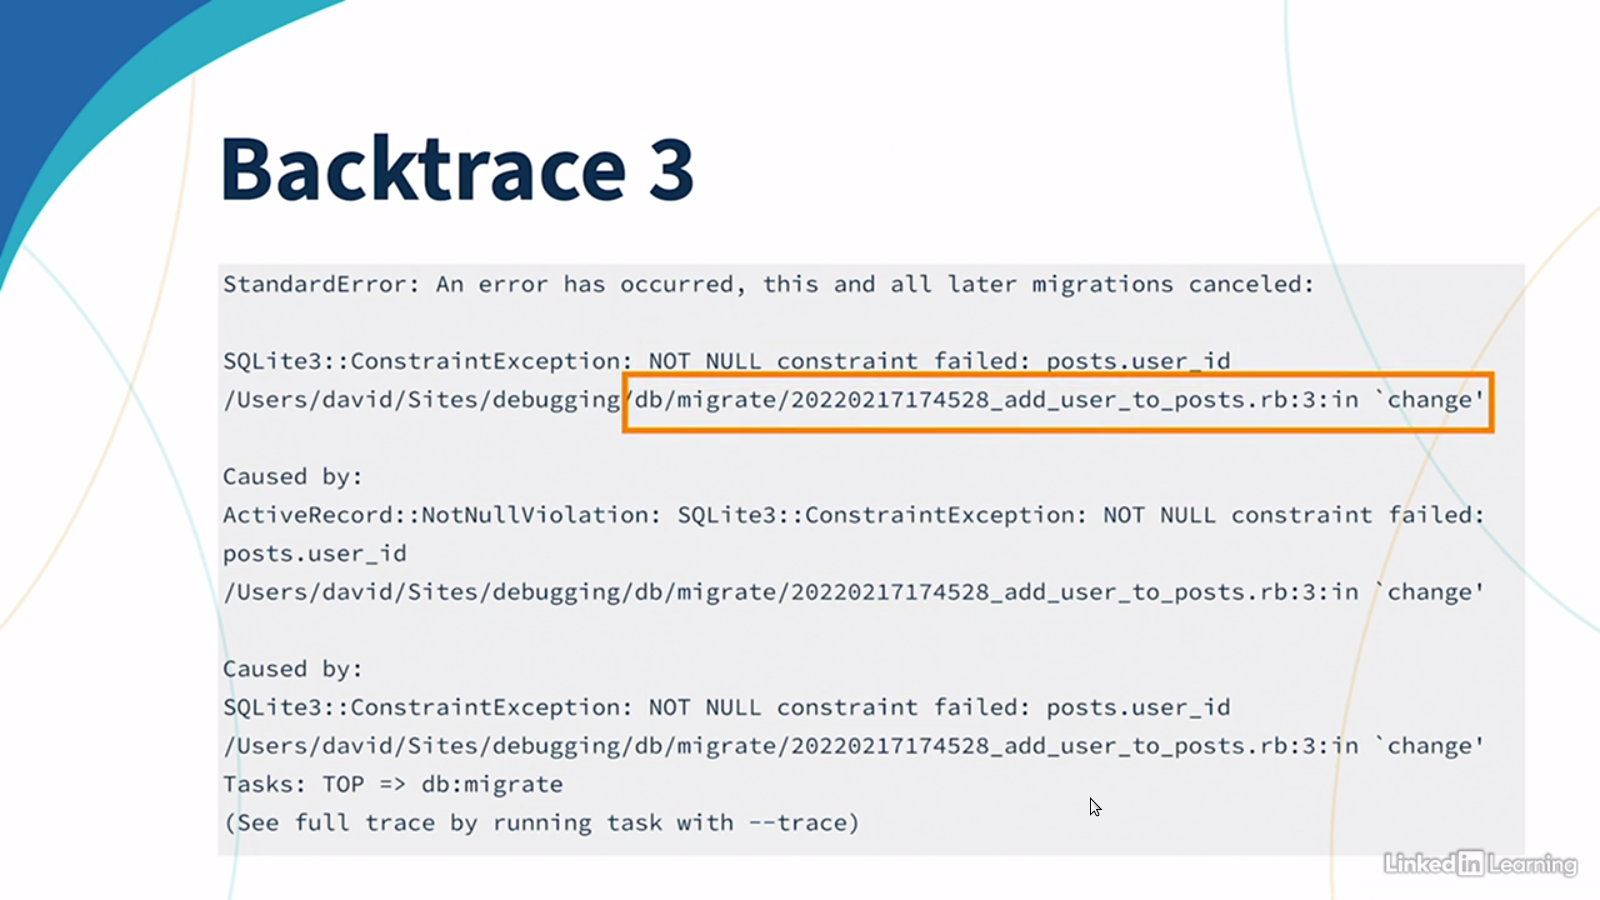 Backtrace 3
StandardError: An error has occurred, this and all later migrations canceled:
SQLite3::ConstraintException: NOT NULL constraint failed: posts.user_id
/Users/david/Sites/debugging/db/migrate/20220217174528_add_user_to_posts.rb:3:in `change'
Caused by:
ActiveRecord::NotNullViolation: SQLite3::ConstraintException: NOT NULL constraint failed:
posts.user_id
/Users/david/Sites/debugging/db/migrate/20220217174528_add_user_to_posts.rb:3:in `change'
Caused by:
SQLite3::ConstraintException: NOT NULL constraint failed: posts.user_id
/Users/david/Sites/debugging/db/migrate/20220217174528_add_user_to_posts.rb:3:in `change'
Tasks: TOP => db:migrate
(See full trace by running task with --trace)
Linked in Learning